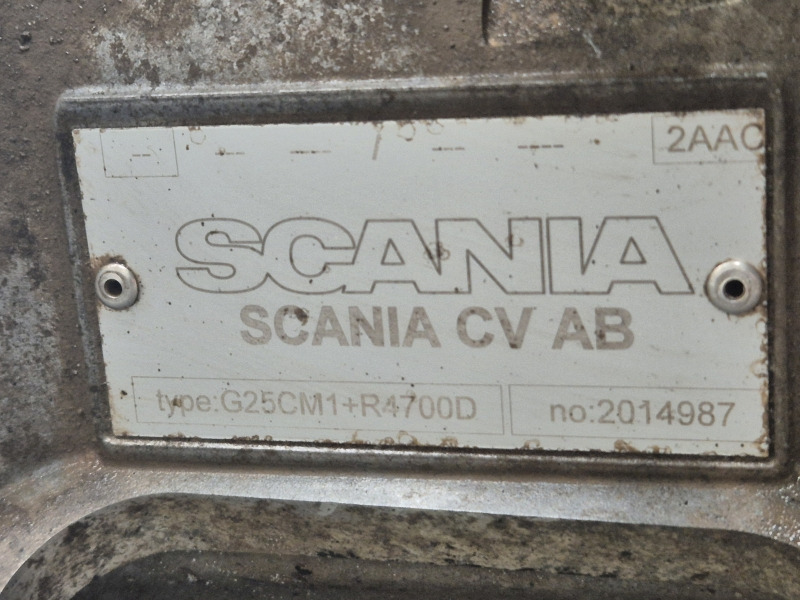 2AAC
SCANIA
SCANIA CV AB
type:G25CM1+R4700D no:2014987